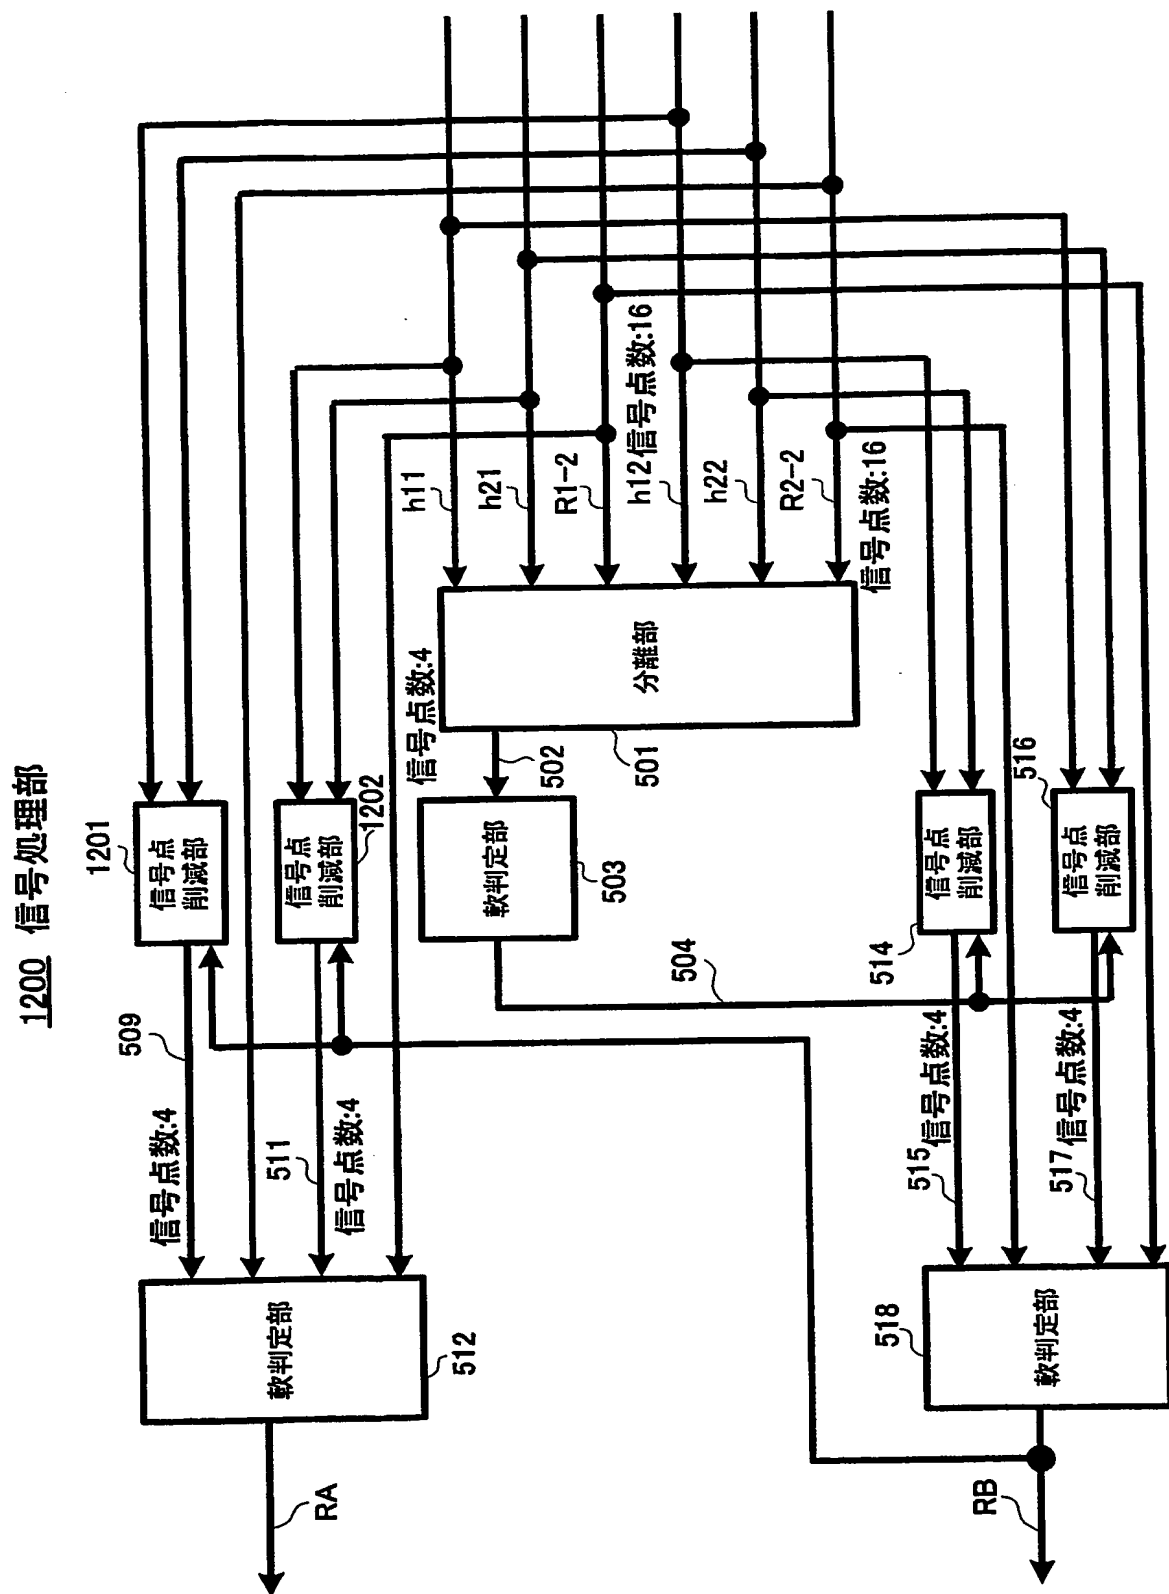 1200 信号処理部
1201
信号点
削減部
1202
信号点
削減部
509
信号点数:4
511
信号点数:4
軟判定部
512
RA
h11
h21
R1-2
h12
信号点数:16
h22
R2-2
信号点数:16
分離部
501
信号点数:4
502
軟判定部
503
504
514
信号点
削減部
516
信号点
削減部
515
信号点数:4
517
信号点数:4
軟判定部
518
RB